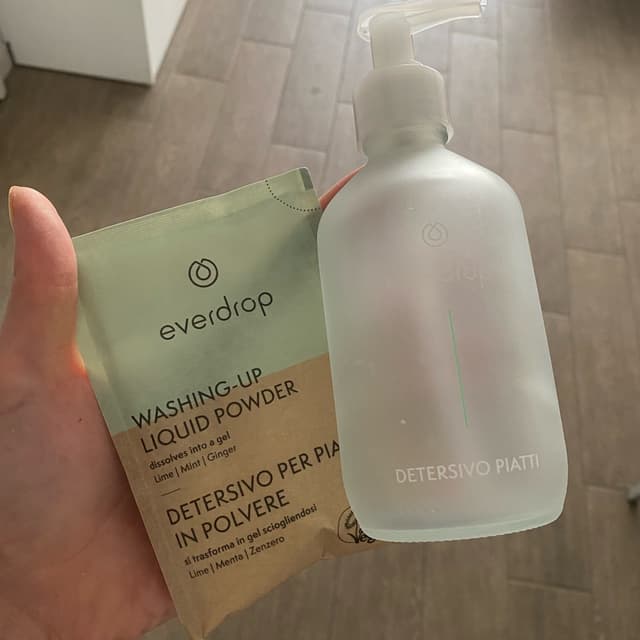 everdrop
WASHING-UP
LIQUID POWDER
dissolves into a gel
Lime | Mint | Ginger
DETERSIVO PER
IN POLVERE
si trasforma in gel sciogliendosi
Lime | Menta | Zenzero
everdrop
DETERSIVO PIATTI